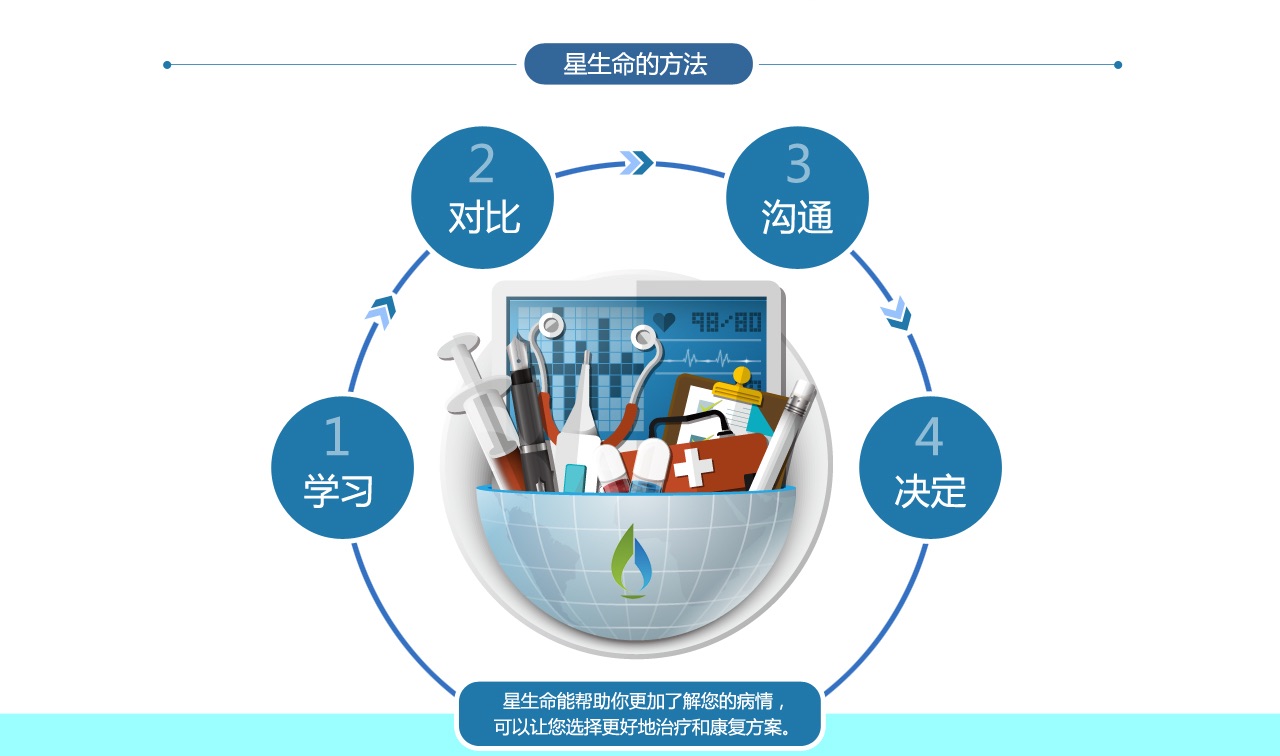 星生命的方法
2
对比
3
沟通
98/80
1
学习
4
决定
星生命能帮助你更加了解您的病情，
可以让您选择更好地治疗和康复方案。